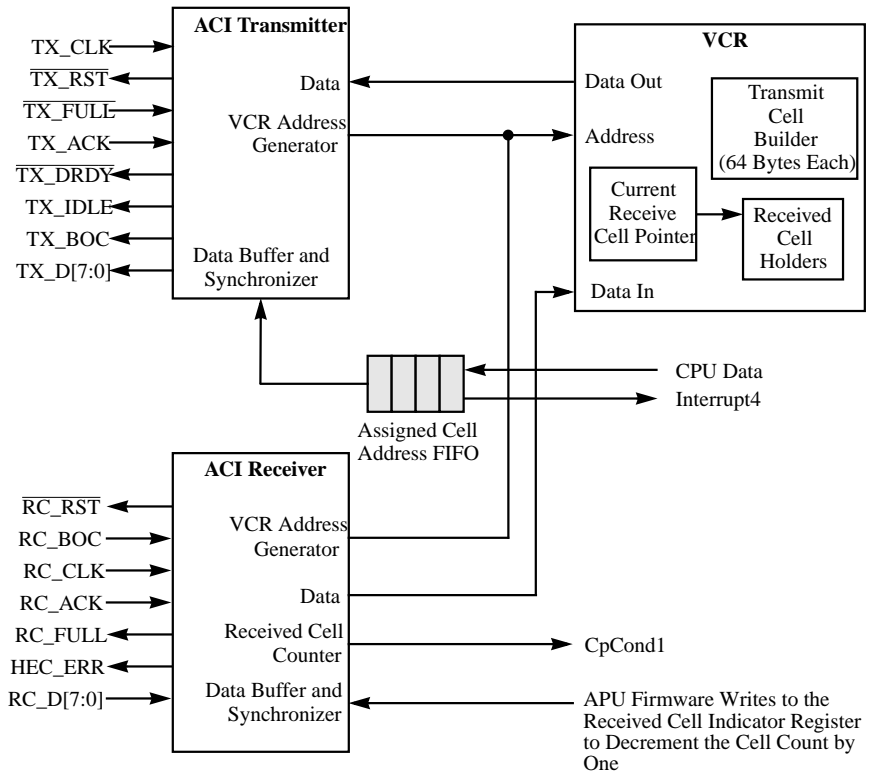 ACI Transmitter
TX_CLK
TX_RST
TX_FULL
TX_ACK
TX_DRDY
TX_IDLE
TX_BOC
TX_D[7:0]
Data
VCR Address
Generator
Data Buffer and
Synchronizer
VCR
Data Out
Address
Data In
Transmit
Cell
Builder
(64 Bytes Each)
Current
Receive
Cell Pointer
Received
Cell
Holders
CPU Data
Interrupt4
Assigned Cell
Address FIFO
ACI Receiver
RC_RST
RC_BOC
RC_CLK
RC_ACK
RC_FULL
HEC_ERR
RC_D[7:0]
VCR Address
Generator
Data
Received Cell
Counter
Data Buffer and
Synchronizer
CpCond1
APU Firmware Writes to the
Received Cell Indicator Register
to Decrement the Cell Count by
One